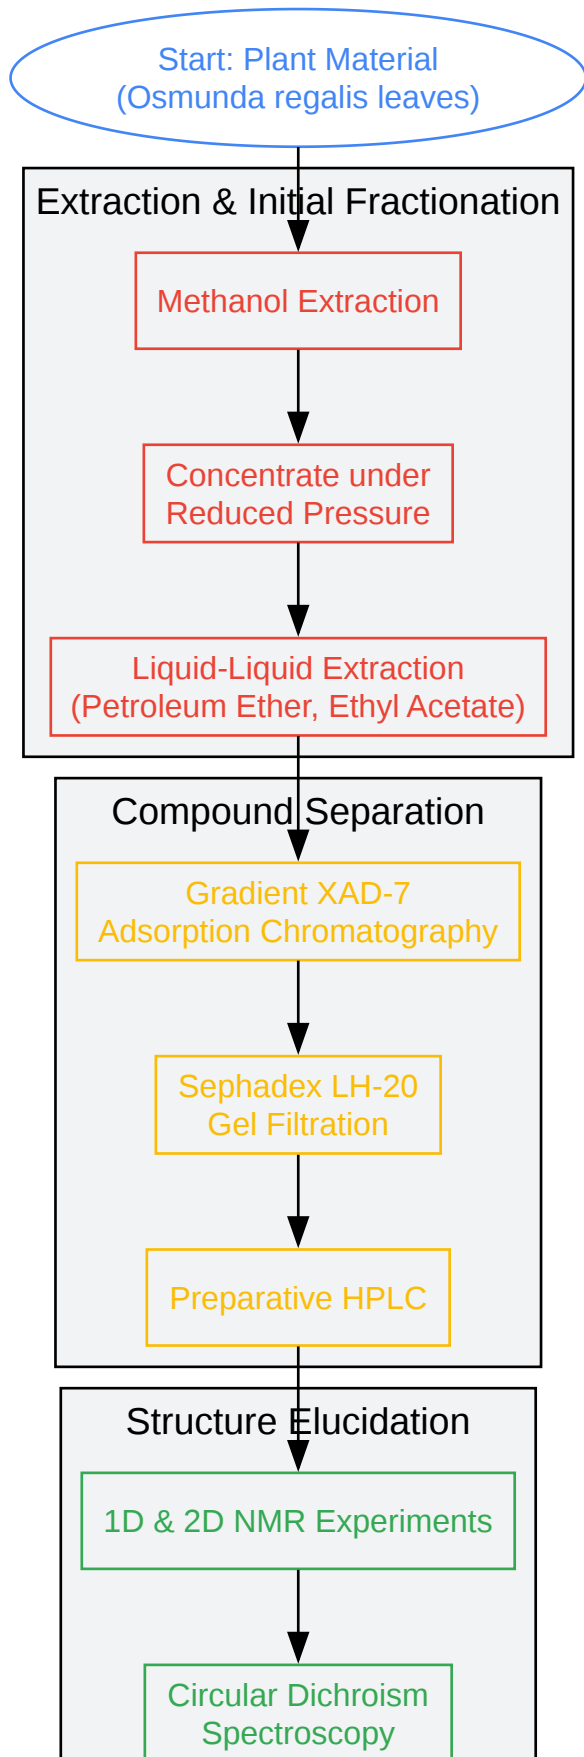 Start: Plant Material
(Osmunda regalis leaves)
Extraction & Initial Fractionation
Methanol Extraction
Concentrate under
Reduced Pressure
Liquid-Liquid Extraction
(Petroleum Ether, Ethyl Acetate)
Compound Separation
Gradient XAD-7
Adsorption Chromatography
Sephadex LH-20
Gel Filtration
Preparative HPLC
Structure Elucidation
1D & 2D NMR Experiments
Circular Dichroism
Spectroscopy